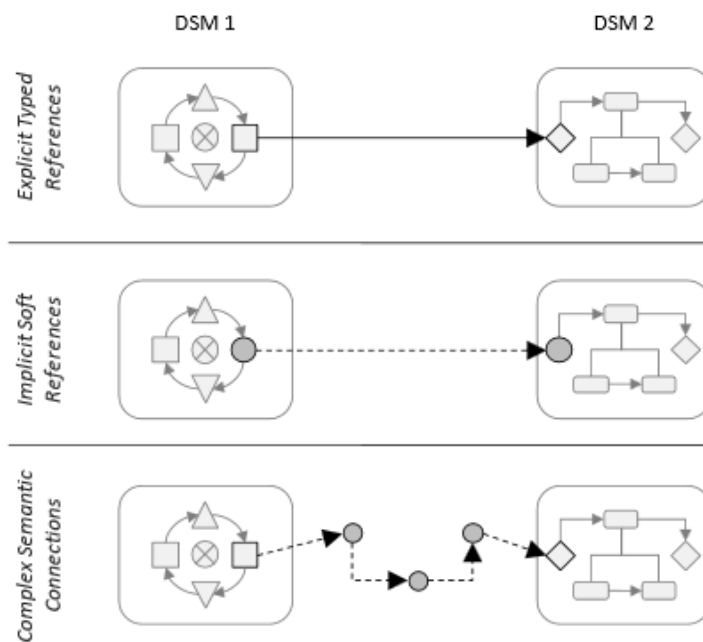 DSM 1
DSM 2
Explicit Typed
References
Implicit Soft
References
Complex Semantic
Connections